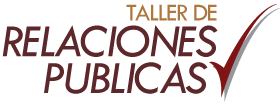 TALLER DE
RELACIONES
PUBLICAS